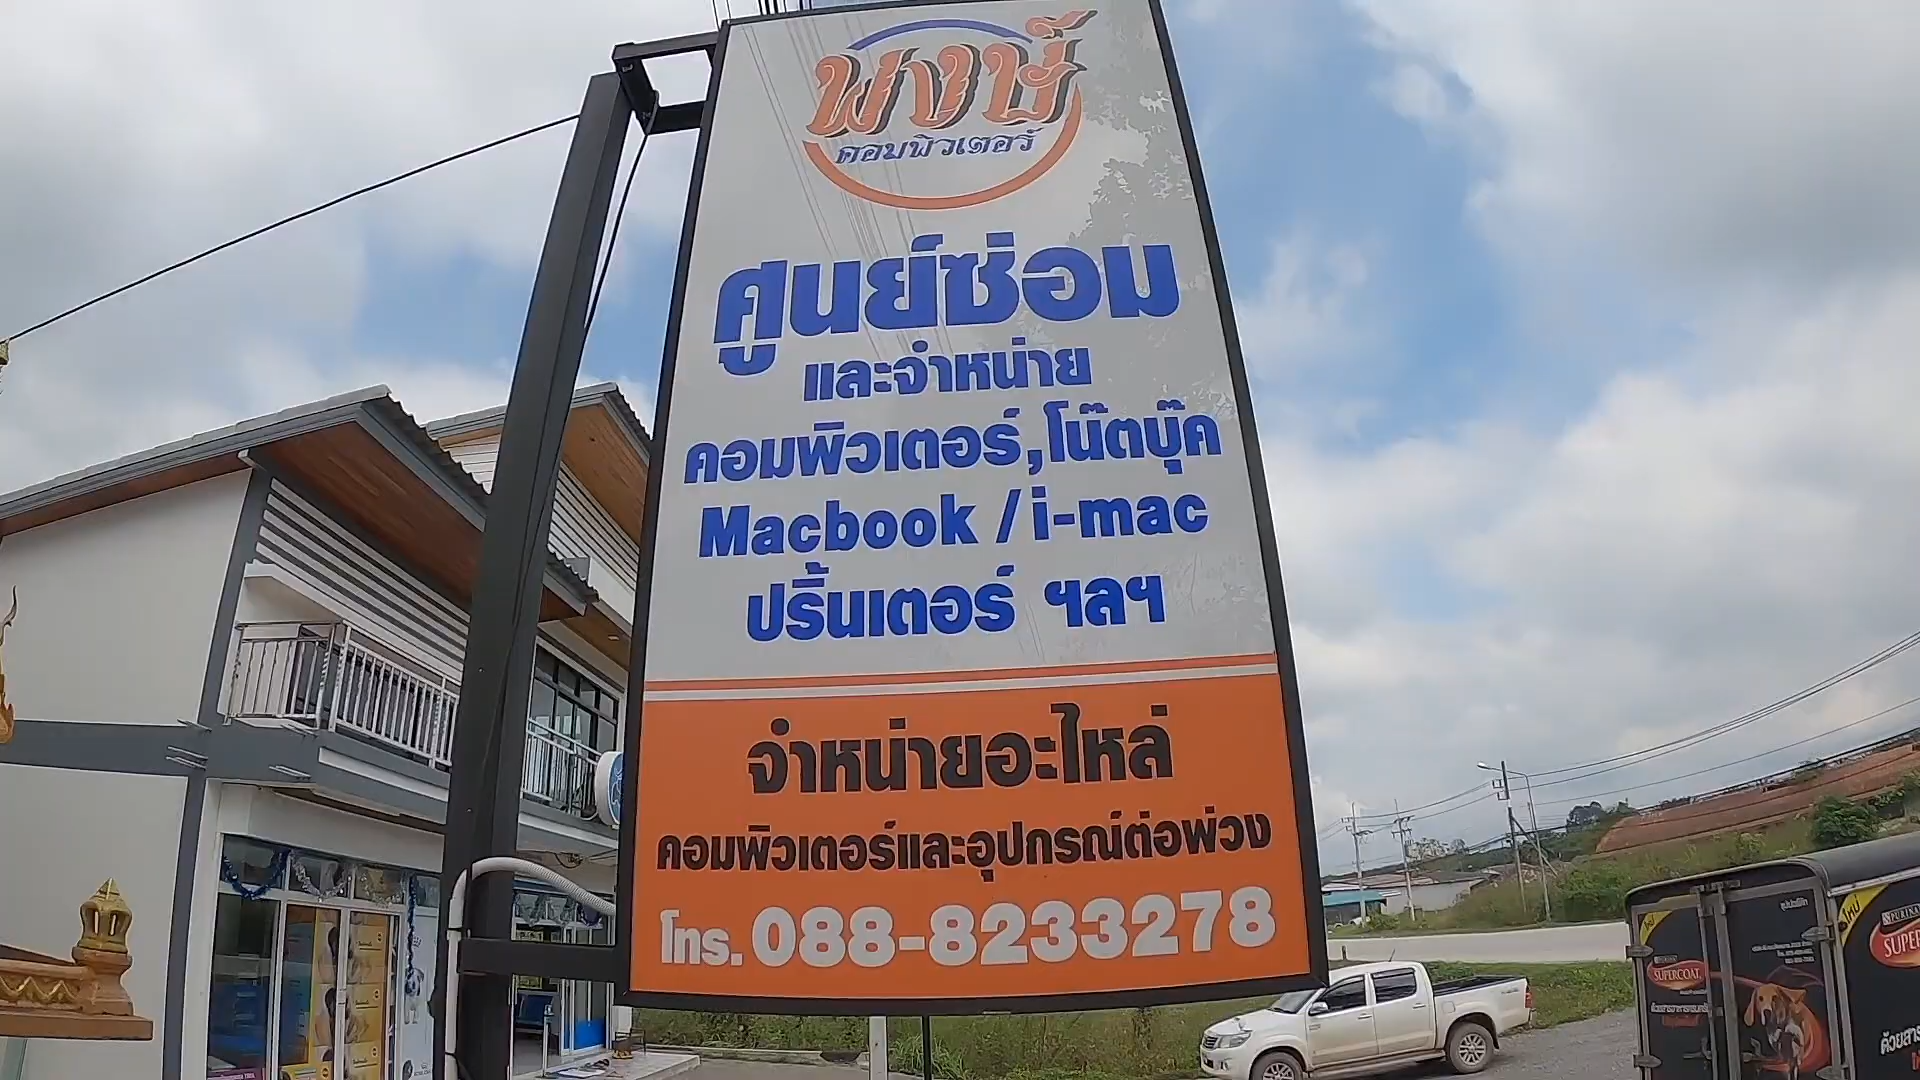 พงษ์
คอมพิวเตอร์
ศูนย์ซ่อม
และจำหน่าย
คอมพิวเตอร์,โน๊ตบุ๊ค
Macbook / i-mac
ปริ้นเตอร์ ฯลฯ
จำหน่ายอะไหล่
คอมพิวเตอร์และอุปกรณ์ต่อพ่วง
โทร. 088-8233278
PURINA
SUPERCOAT